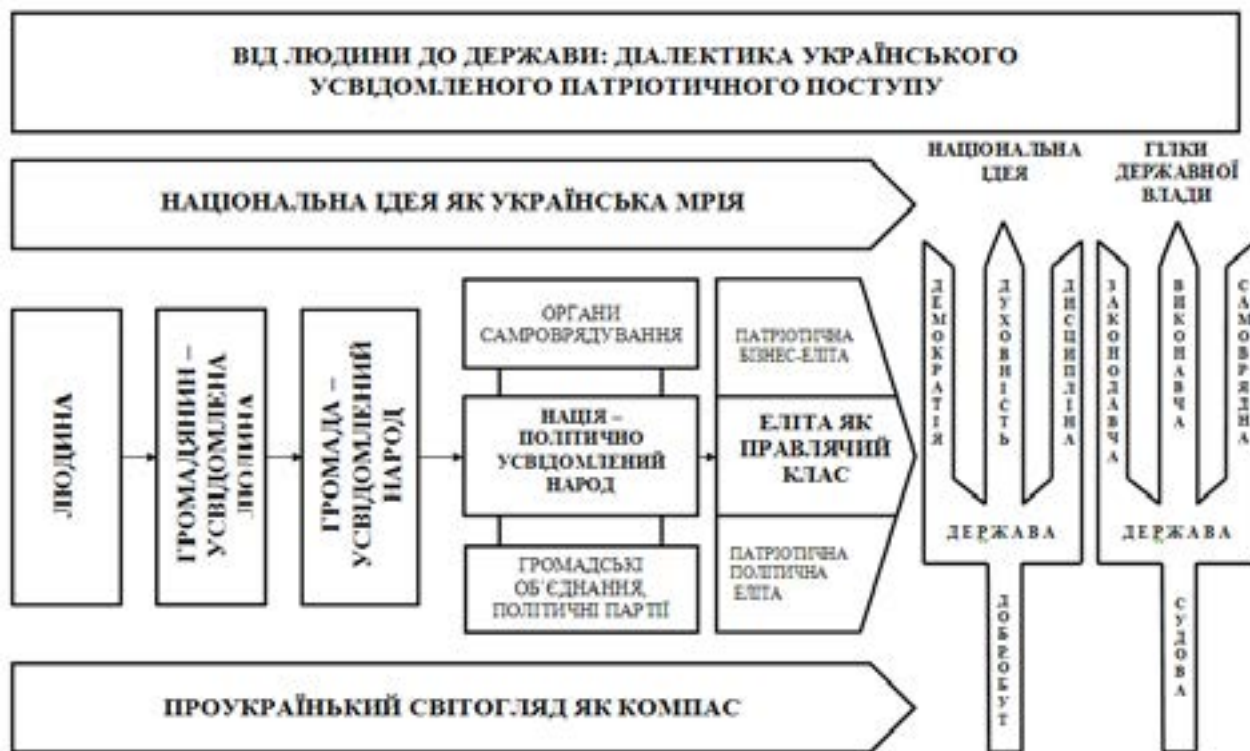 ВІД ЛЮДИНИ ДО ДЕРЖАВИ: ДІАЛЕКТИКА УКРАЇНСЬКОГО
УСВІДОМЛЕНОГО ПАТРІОТИЧНОГО ПОСТУПУ
НАЦІОНАЛЬНА ІДЕЯ ЯК УКРАЇНСЬКА МРІЯ
НАЦІОНАЛЬНА
ІДЕЯ
ГІЛКИ
ДЕРЖАВНОЇ
ВЛАДИ
ЛЮДИНА
ГРОМАДЯНИН –
УСВІДОМЛЕНА
ЛЮДИНА
ГРОМАДА –
УСВІДОМЛЕНИЙ
НАРОД
ОРГАНИ
САМРОВРЯДУВАННЯ
НАЦІЯ –
ПОЛІТИЧНО
УСВІДОМЛЕНИЙ
НАРОД
ГРОМАДСЬКІ
ОБ'ЄДНАННЯ,
ПОЛІТИЧНІ ПАРТІЇ
ПАТРІОТИЧНА
БІЗНЕС-ЕЛІТА
ЕЛІТА ЯК
ПРАВЛЯЧИЙ
КЛАС
ПАТРІОТИЧНА
ПОЛІТИЧНА
ЕЛІТА
ДЕМОКРАТІЯ
ДУХОВНІСТЬ
ДИСЦИПЛІНА
ДЕРЖАВА
ДОБРОБУТ
ЗАКОНОДАВЧА
ВИКОНАВЧА
САМОВРЯДНА
ДЕРЖАВА
СУДОВА
ПРОУКРАЇНЬКИЙ СВІТОГЛЯД ЯК КОМПАС